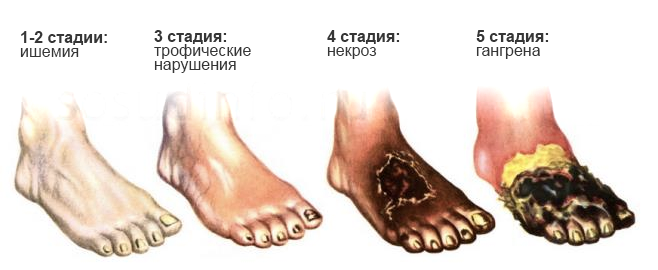 1-2 стадии:
ишемия
3 стадия:
трофические
нарушения
4 стадия:
некроз
5 стадия:
гангрена